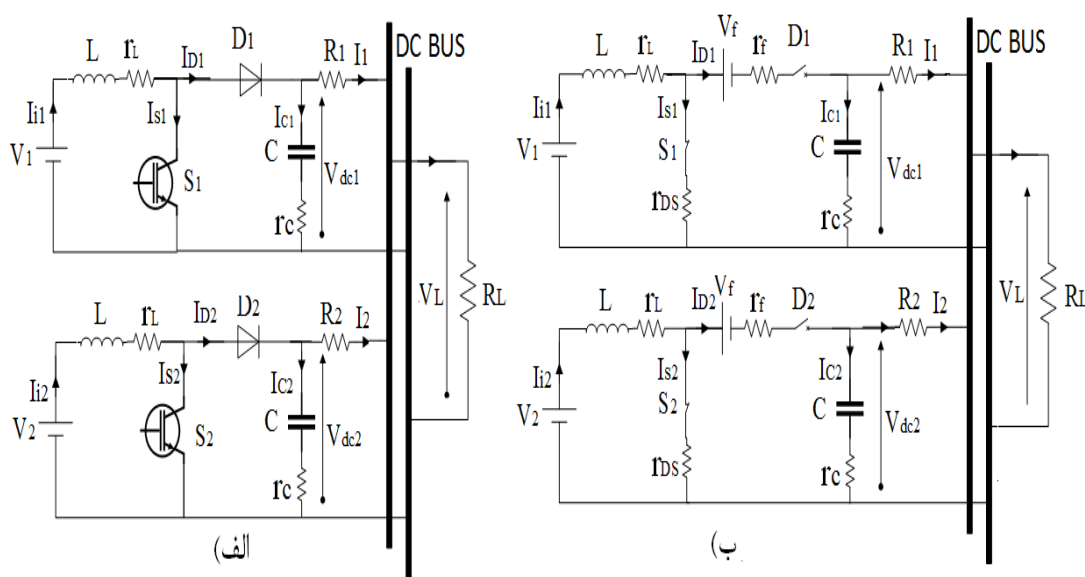 L rL ID1 D1 R1 I1 DC BUS
Ii1 Is1 IC1
V1 S1 C Vdc1
rc
VL RL
L rL ID2 D2 R2 I2
Ii2 Is2 IC2
V2 S2 C Vdc2
rc
الف)
L rL ID1 Vf rf D1 R1 I1 DC BUS
Ii1 Is1 IC1
V1 S1 C Vdc1
rDS rc
VL RL
L rL ID2 Vf rf D2 R2 I2
Ii2 Is2 IC2
V2 S2 C Vdc2
rDS rc
ب)